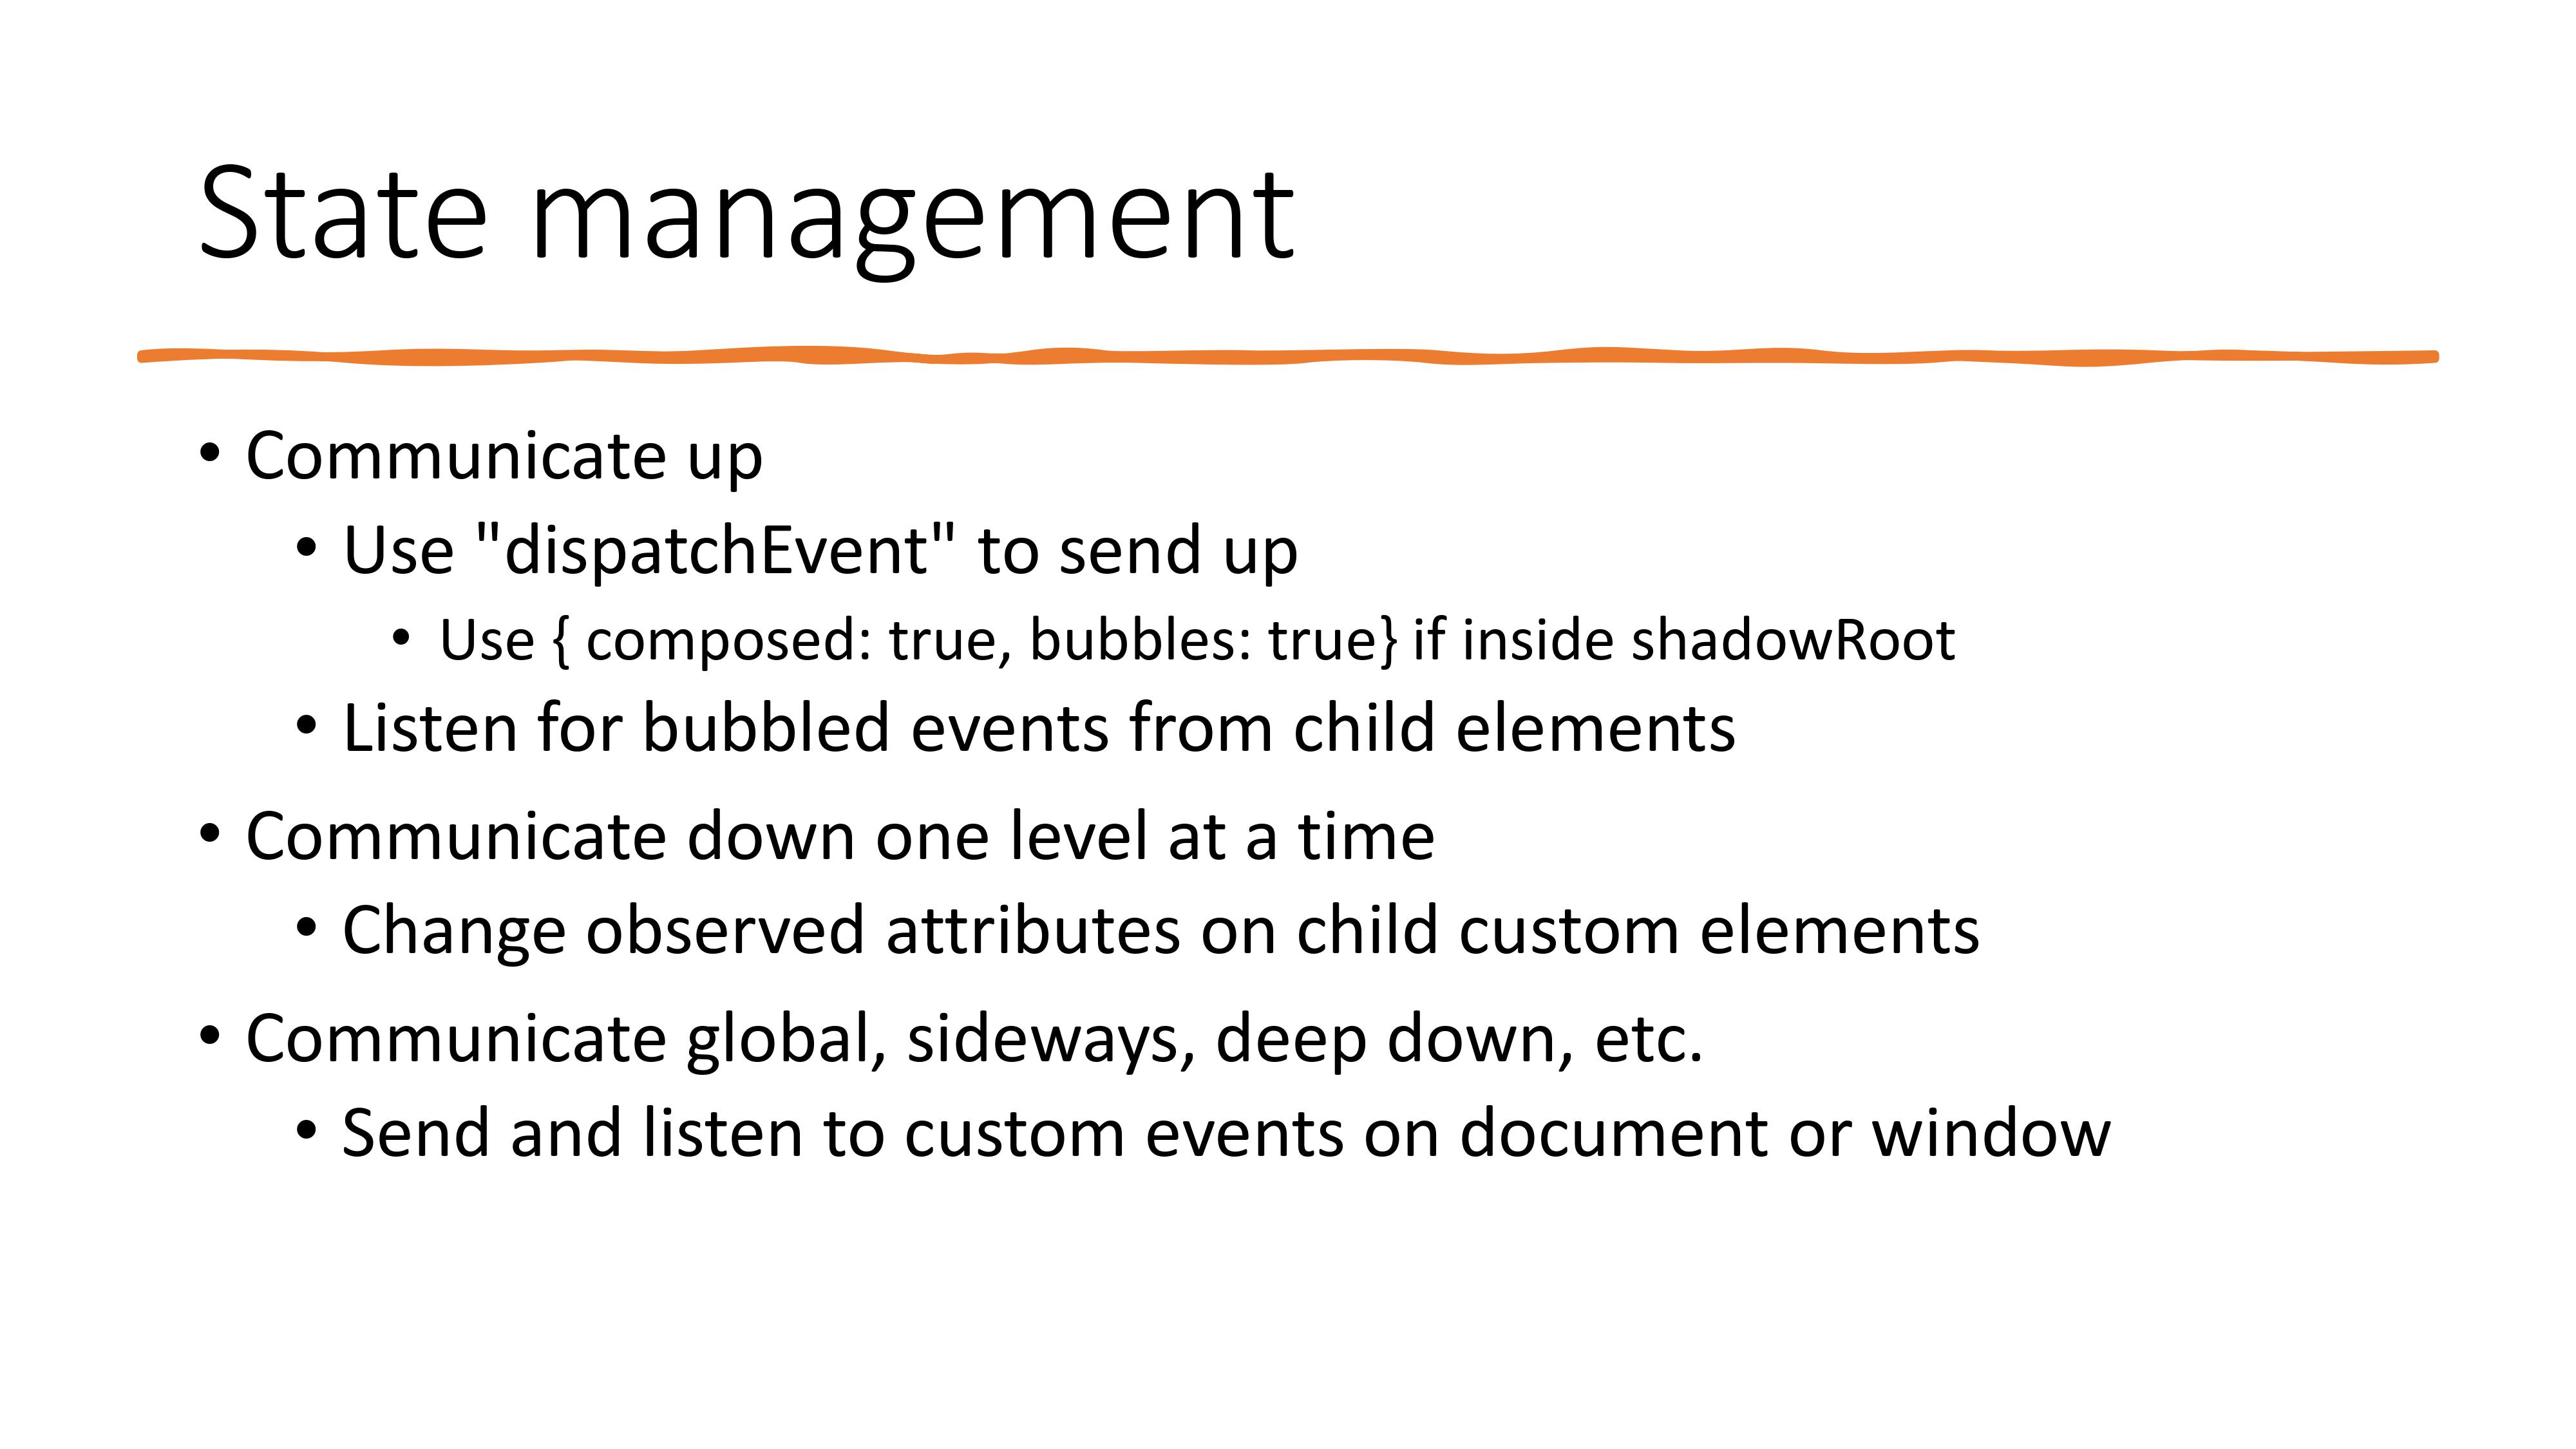 State management
• Communicate up
• Use "dispatchEvent" to send up
• Use { composed: true, bubbles: true} if inside shadowRoot
• Listen for bubbled events from child elements
• Communicate down one level at a time
• Change observed attributes on child custom elements
• Communicate global, sideways, deep down, etc.
• Send and listen to custom events on document or window